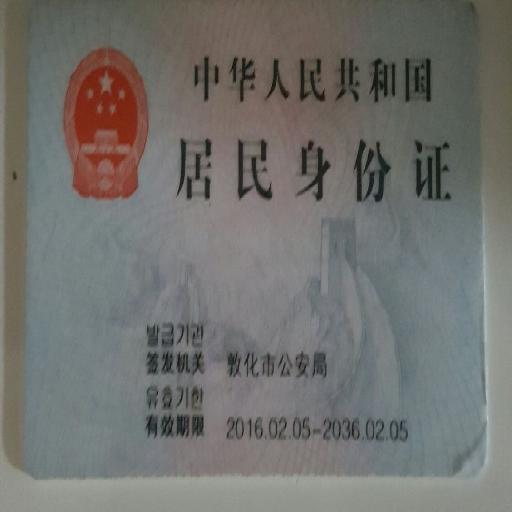 中华人民共和国
居民身份证
발급기관
签发机关 敦化市公安局
유효기한
有效期限 2016.02.05-2036.02.05